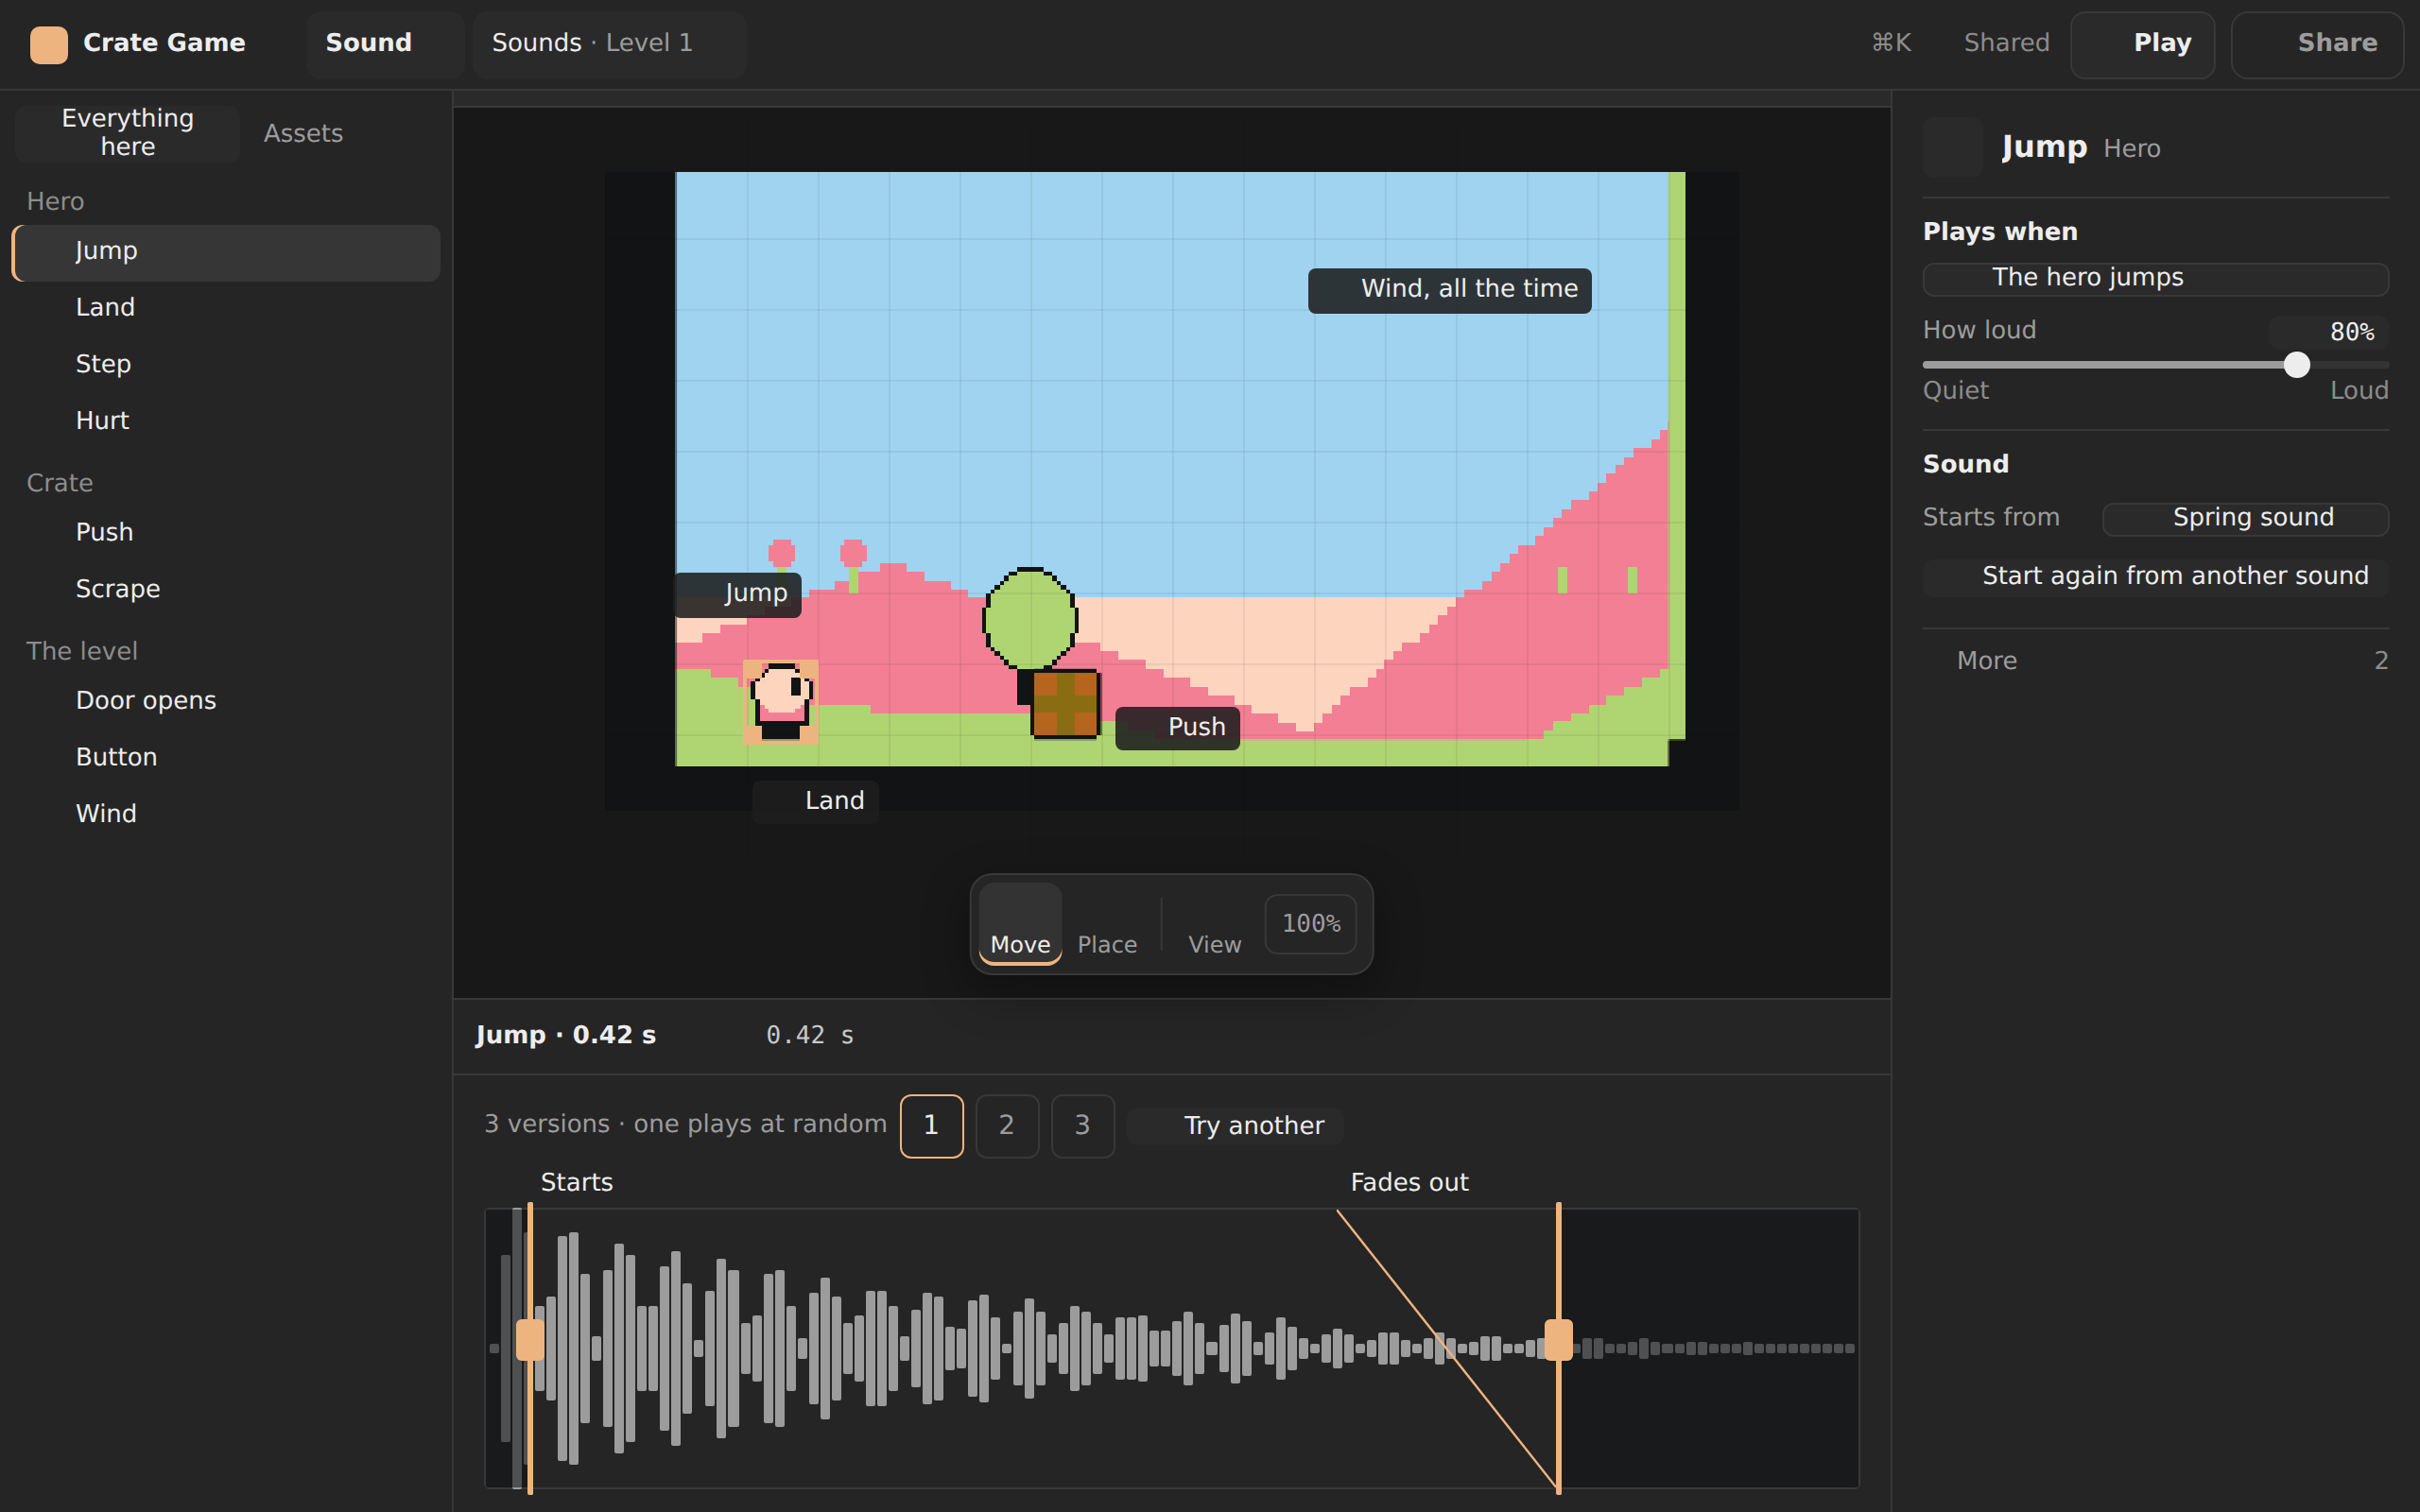 Crate Game
Sound
Sounds · Level 1
⌘K
Shared
Play
Share
Everything
here
Assets
Hero
Jump
Land
Step
Hurt
Crate
Push
Scrape
The level
Door opens
Button
Wind
Wind, all the time
Jump
Push
Land
Move
Place
View
100%
Jump · 0.42 s
0.42 s
3 versions · one plays at random
1
2
3
Try another
Starts
Fades out
Jump Hero
Plays when
The hero jumps
How loud
80%
Quiet
Loud
Sound
Starts from
Spring sound
Start again from another sound
More
2